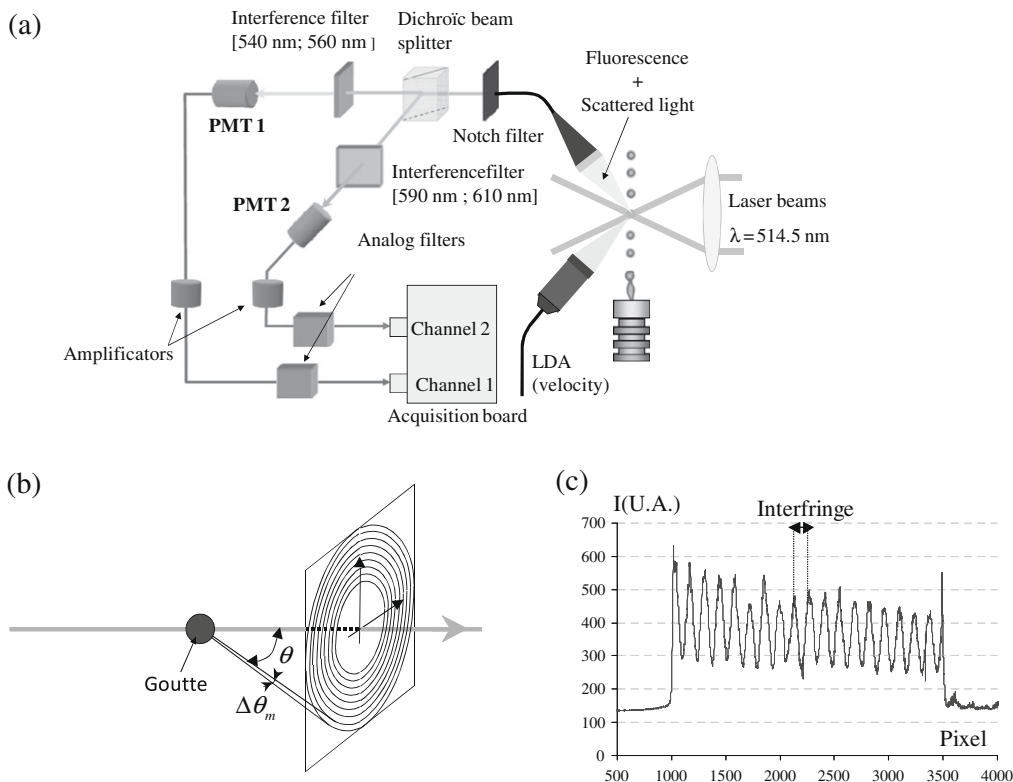 (a)
Interference filter
[540 nm; 560 nm ]
Dichroïc beam
splitter
Fluorescence
+
Scattered light
PMT 1
Notch filter
Interferencefilter
[590 nm ; 610 nm]
PMT 2
Laser beams
λ=514.5 nm
Analog filters
Amplificators
Channel 2
Channel 1
Acquisition board
LDA
(velocity)
(b)
θ
Goutte
Δθm
(c)
I(U.A.)
Interfringe
700
600
500
400
300
200
100
0
Pixel
500 1000 1500 2000 2500 3000 3500 4000